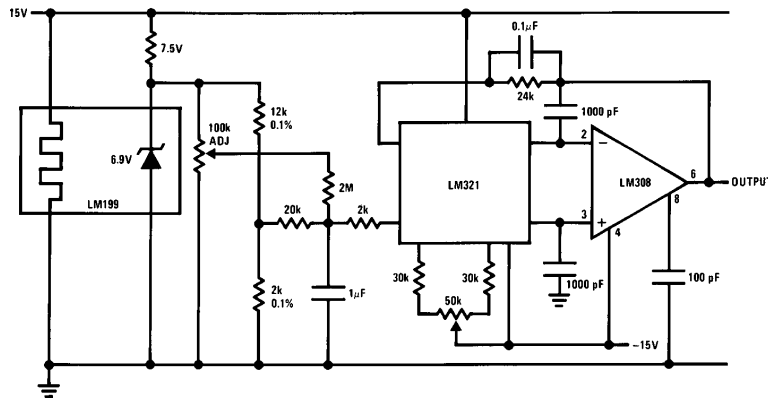 15V
7.5V
0.1μF
24k
1000 pF
12k
0.1%
100k
ADJ
6.9V
LM199
2M
20k
2k
LM321
2
3
LM308
6
8
4
OUTPUT
2k
0.1%
1μF
30k
30k
50k
1000 pF
100 pF
−15V